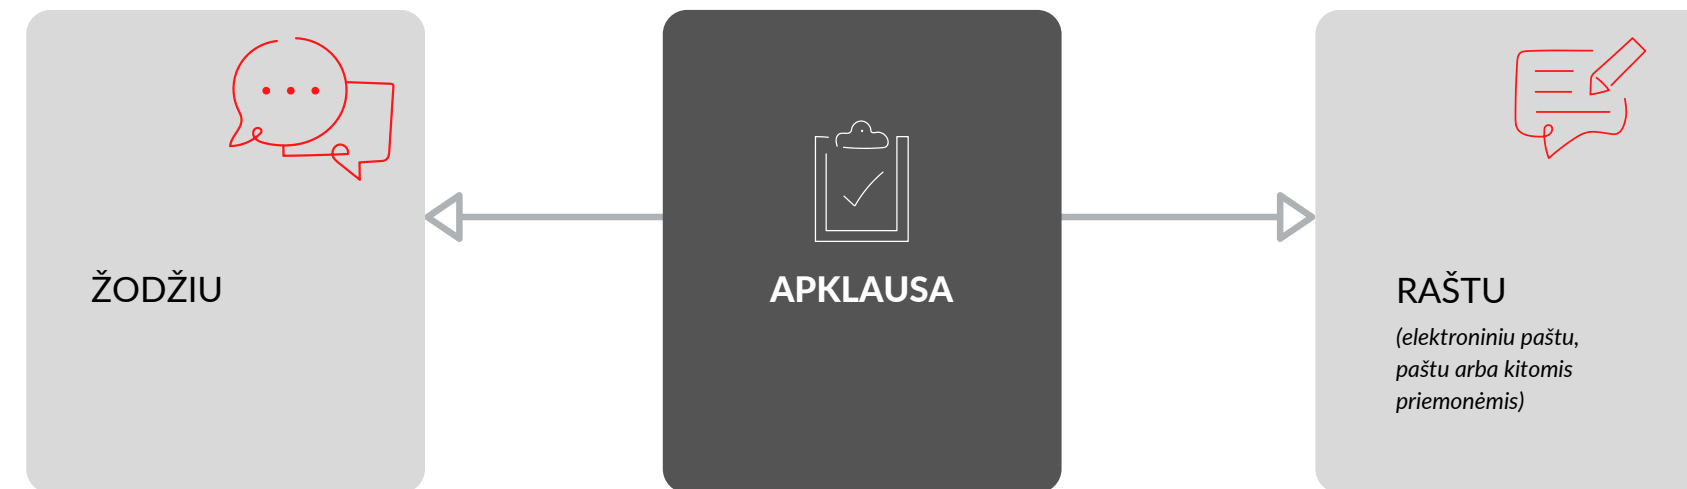 ŽODŽIU
APKLAUSA
RAŠTU
(elektroniniu paštu,
paštu arba kitomis
priemonėmis)